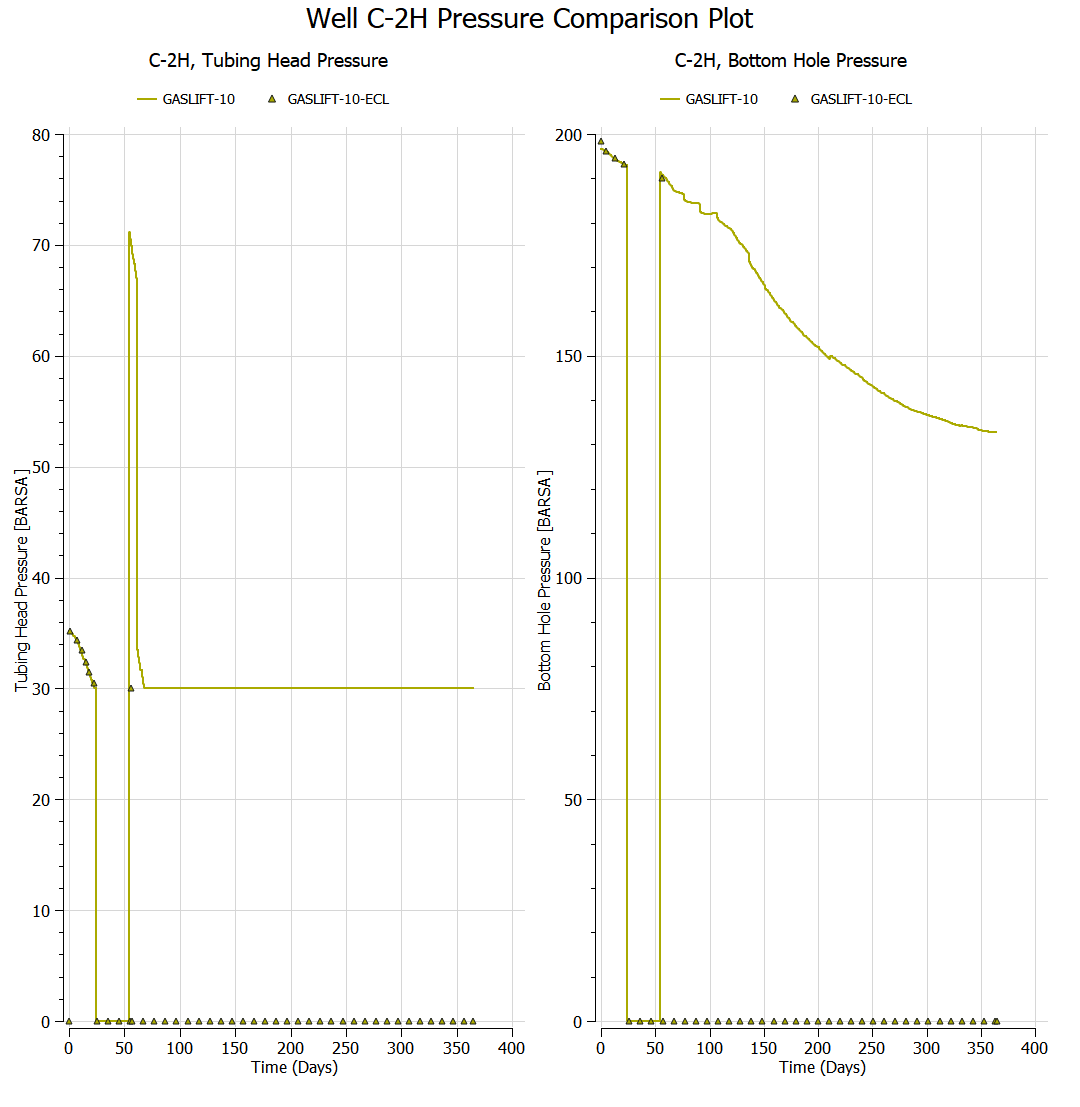 Well C-2H Pressure Comparison Plot
C-2H, Tubing Head Pressure
GASLIFT-10 GASLIFT-10-ECL
80
70
60
50
40
30
20
10
0
Tubing Head Pressure [BARSA]
0 50 100 150 200 250 300 350 400
Time (Days)
C-2H, Bottom Hole Pressure
GASLIFT-10 GASLIFT-10-ECL
200
150
100
50
0
Bottom Hole Pressure [BARSA]
0 50 100 150 200 250 300 350 400
Time (Days)